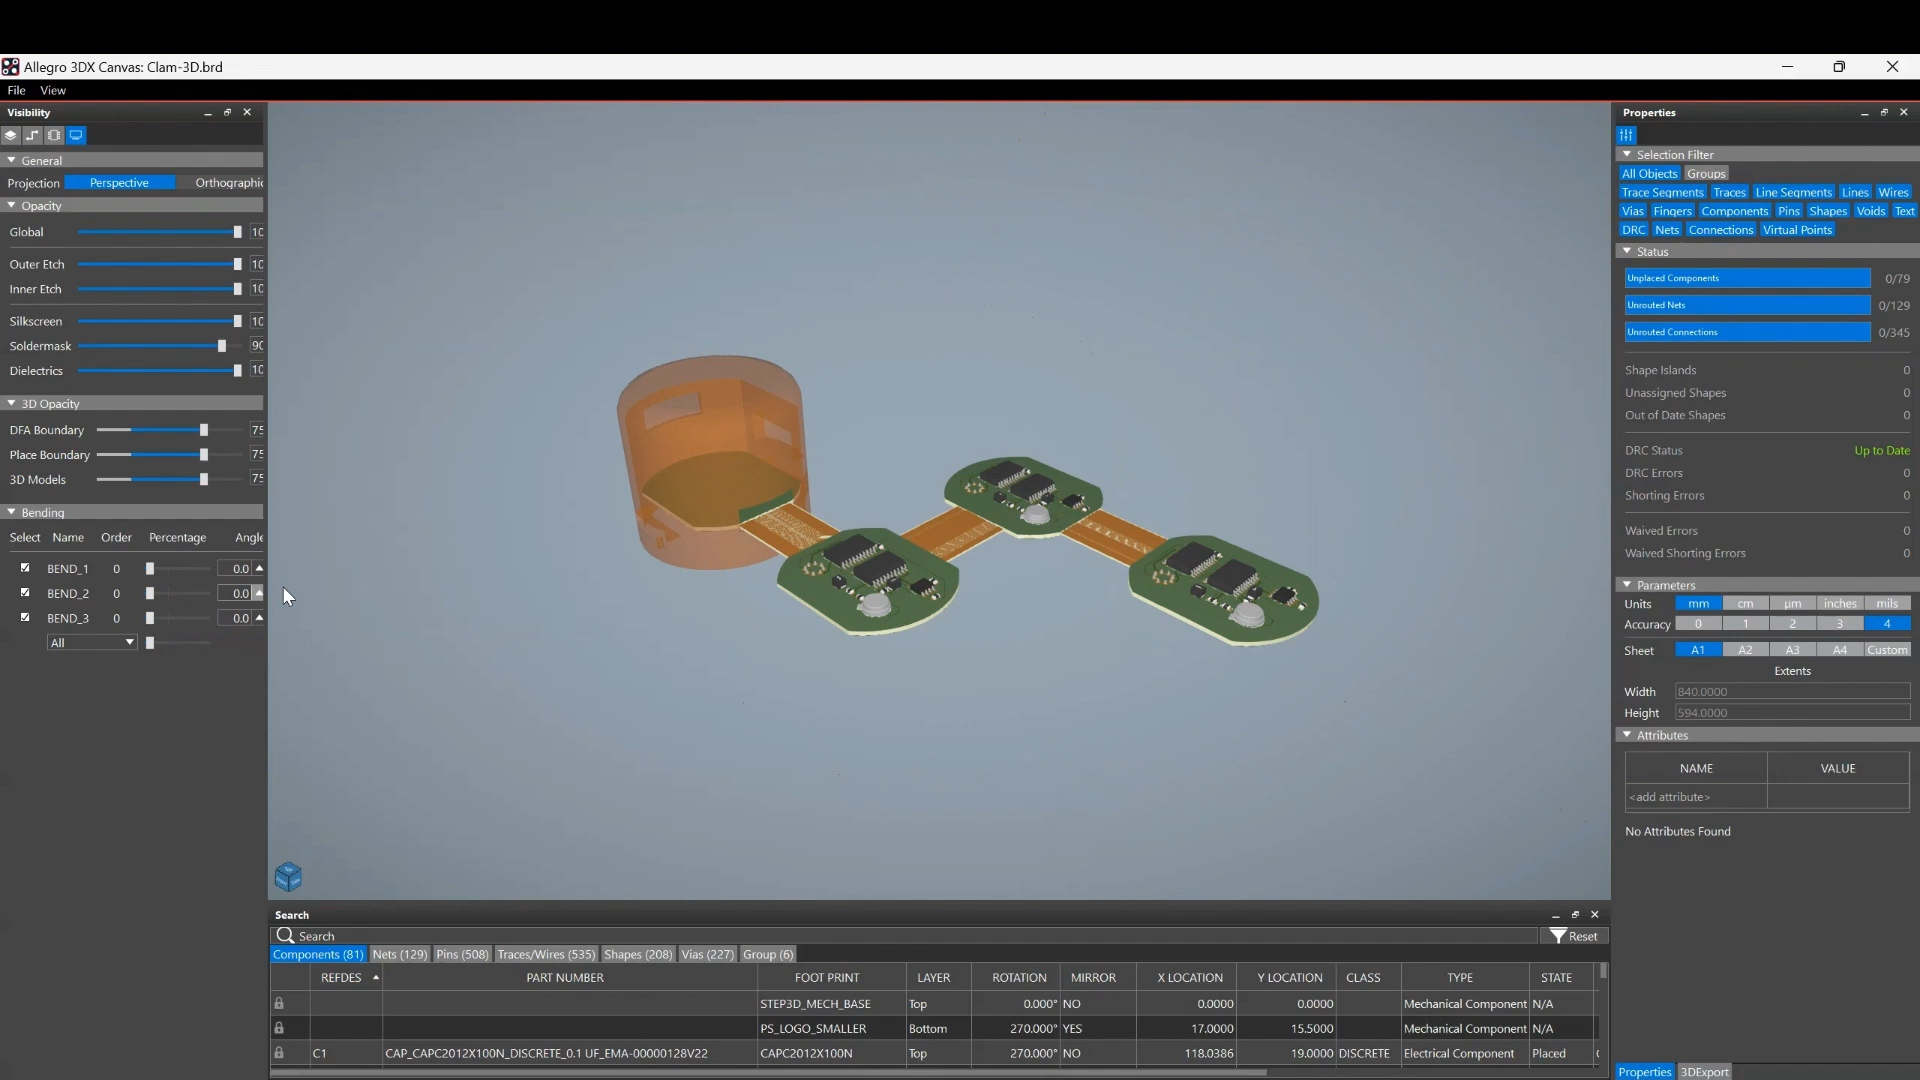 Allegro 3DX Canvas: Clam-3D.brd
File View
Visibility
General
Projection Perspective Orthographic
Opacity
Global 10
Outer Etch 10
Inner Etch 10
Silkscreen 10
Soldermask 90
Dielectrics 10
3D Opacity
DFA Boundary 75
Place Boundary 75
3D Models 75
Bending
Select Name Order Percentage Angle
BEND_1 0 0.0
BEND_2 0 0.0
BEND_3 0 0.0
All
Properties
Selection Filter
All Objects Groups
Trace Segments Traces Line Segments Lines Wires
Vias Fingers Components Pins Shapes Voids Text
DRC Nets Connections Virtual Points
Status
Unplaced Components 0/79
Unrouted Nets 0/129
Unrouted Connections 0/345
Shape Islands 0
Unassigned Shapes 0
Out of Date Shapes 0
DRC Status Up to Date
DRC Errors 0
Shorting Errors 0
Waived Errors 0
Waived Shorting Errors 0
Parameters
Units mm cm µm inches mils
Accuracy 0 1 2 3 4
Sheet A1 A2 A3 A4 Custom
Extents
Width 840.0000
Height 594.0000
Attributes
NAME VALUE
<add attribute>
No Attributes Found
Properties 3DExport
Search
Search Reset
Components (81) Nets (129) Pins (508) Traces/Wires (535) Shapes (208) Vias (227) Group (6)
REFDES PART NUMBER FOOT PRINT LAYER ROTATION MIRROR X LOCATION Y LOCATION CLASS TYPE STATE
STEP3D_MECH_BASE Top 0.000° NO 0.0000 0.0000 Mechanical Component N/A
PS_LOGO_SMALLER Bottom 270.000° YES 17.0000 15.5000 Mechanical Component N/A
C1 CAP_CAPC2012X100N_DISCRETE_0.1 UF_EMA-00000128V22 CAPC2012X100N Top 270.000° NO 118.0386 19.0000 DISCRETE Electrical Component Placed